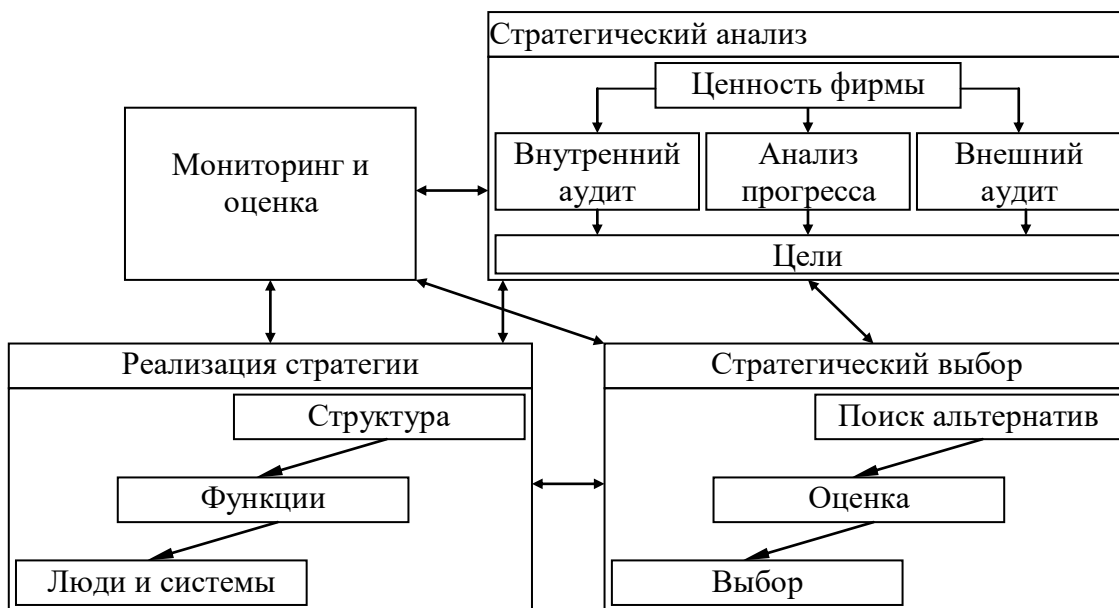 Стратегический анализ
Ценность фирмы
Мониторинг и
оценка
Внутренний
аудит
Анализ
прогресса
Внешний
аудит
Цели
Реализация стратегии
Структура
Функции
Люди и системы
Стратегический выбор
Поиск альтернатив
Оценка
Выбор